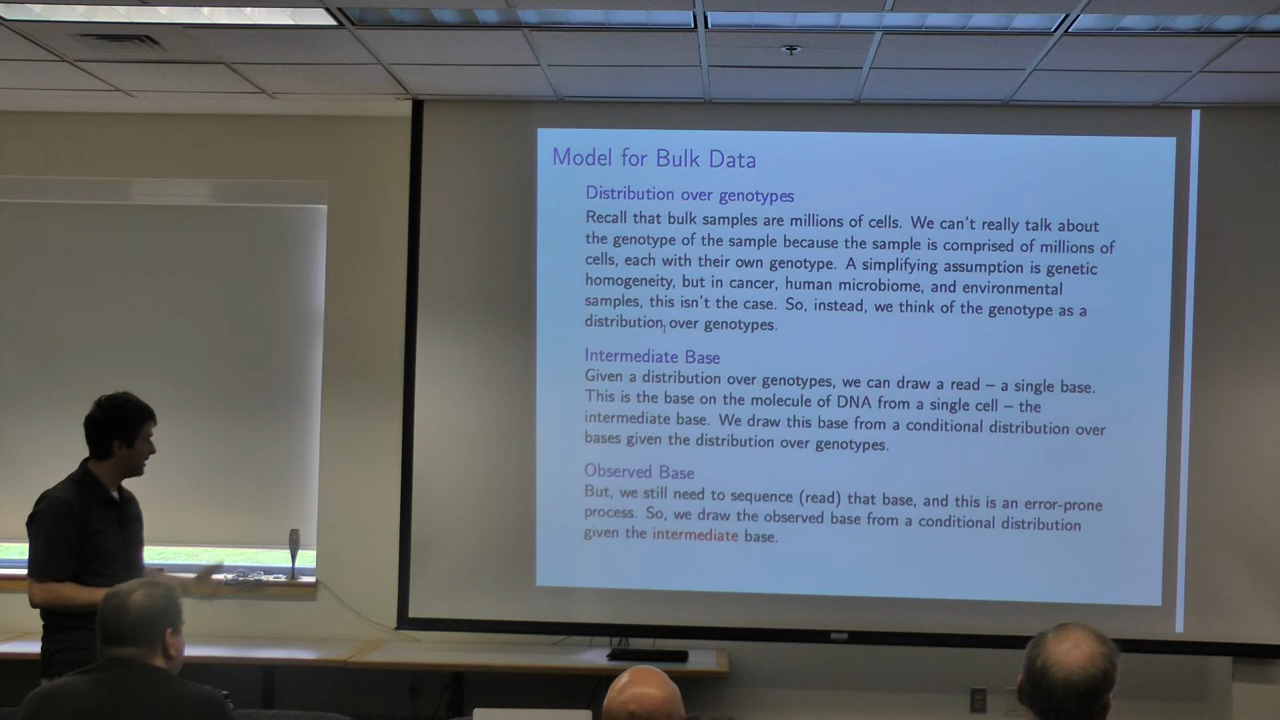 Model for Bulk Data
Distribution over genotypes
Recall that bulk samples are millions of cells. We can't really talk about
the genotype of the sample because the sample is comprised of millions of
cells, each with their own genotype. A simplifying assumption is genetic
homogeneity, but in cancer, human microbiome, and environmental
samples, this isn't the case. So, instead, we think of the genotype as a
distribution over genotypes.
Intermediate Base
Given a distribution over genotypes, we can draw a read – a single base.
This is the base on the molecule of DNA from a single cell – the
intermediate base. We draw this base from a conditional distribution over
bases given the distribution over genotypes.
Observed Base
But, we still need to sequence (read) that base, and this is an error-prone
process. So, we draw the observed base from a conditional distribution
given the intermediate base.